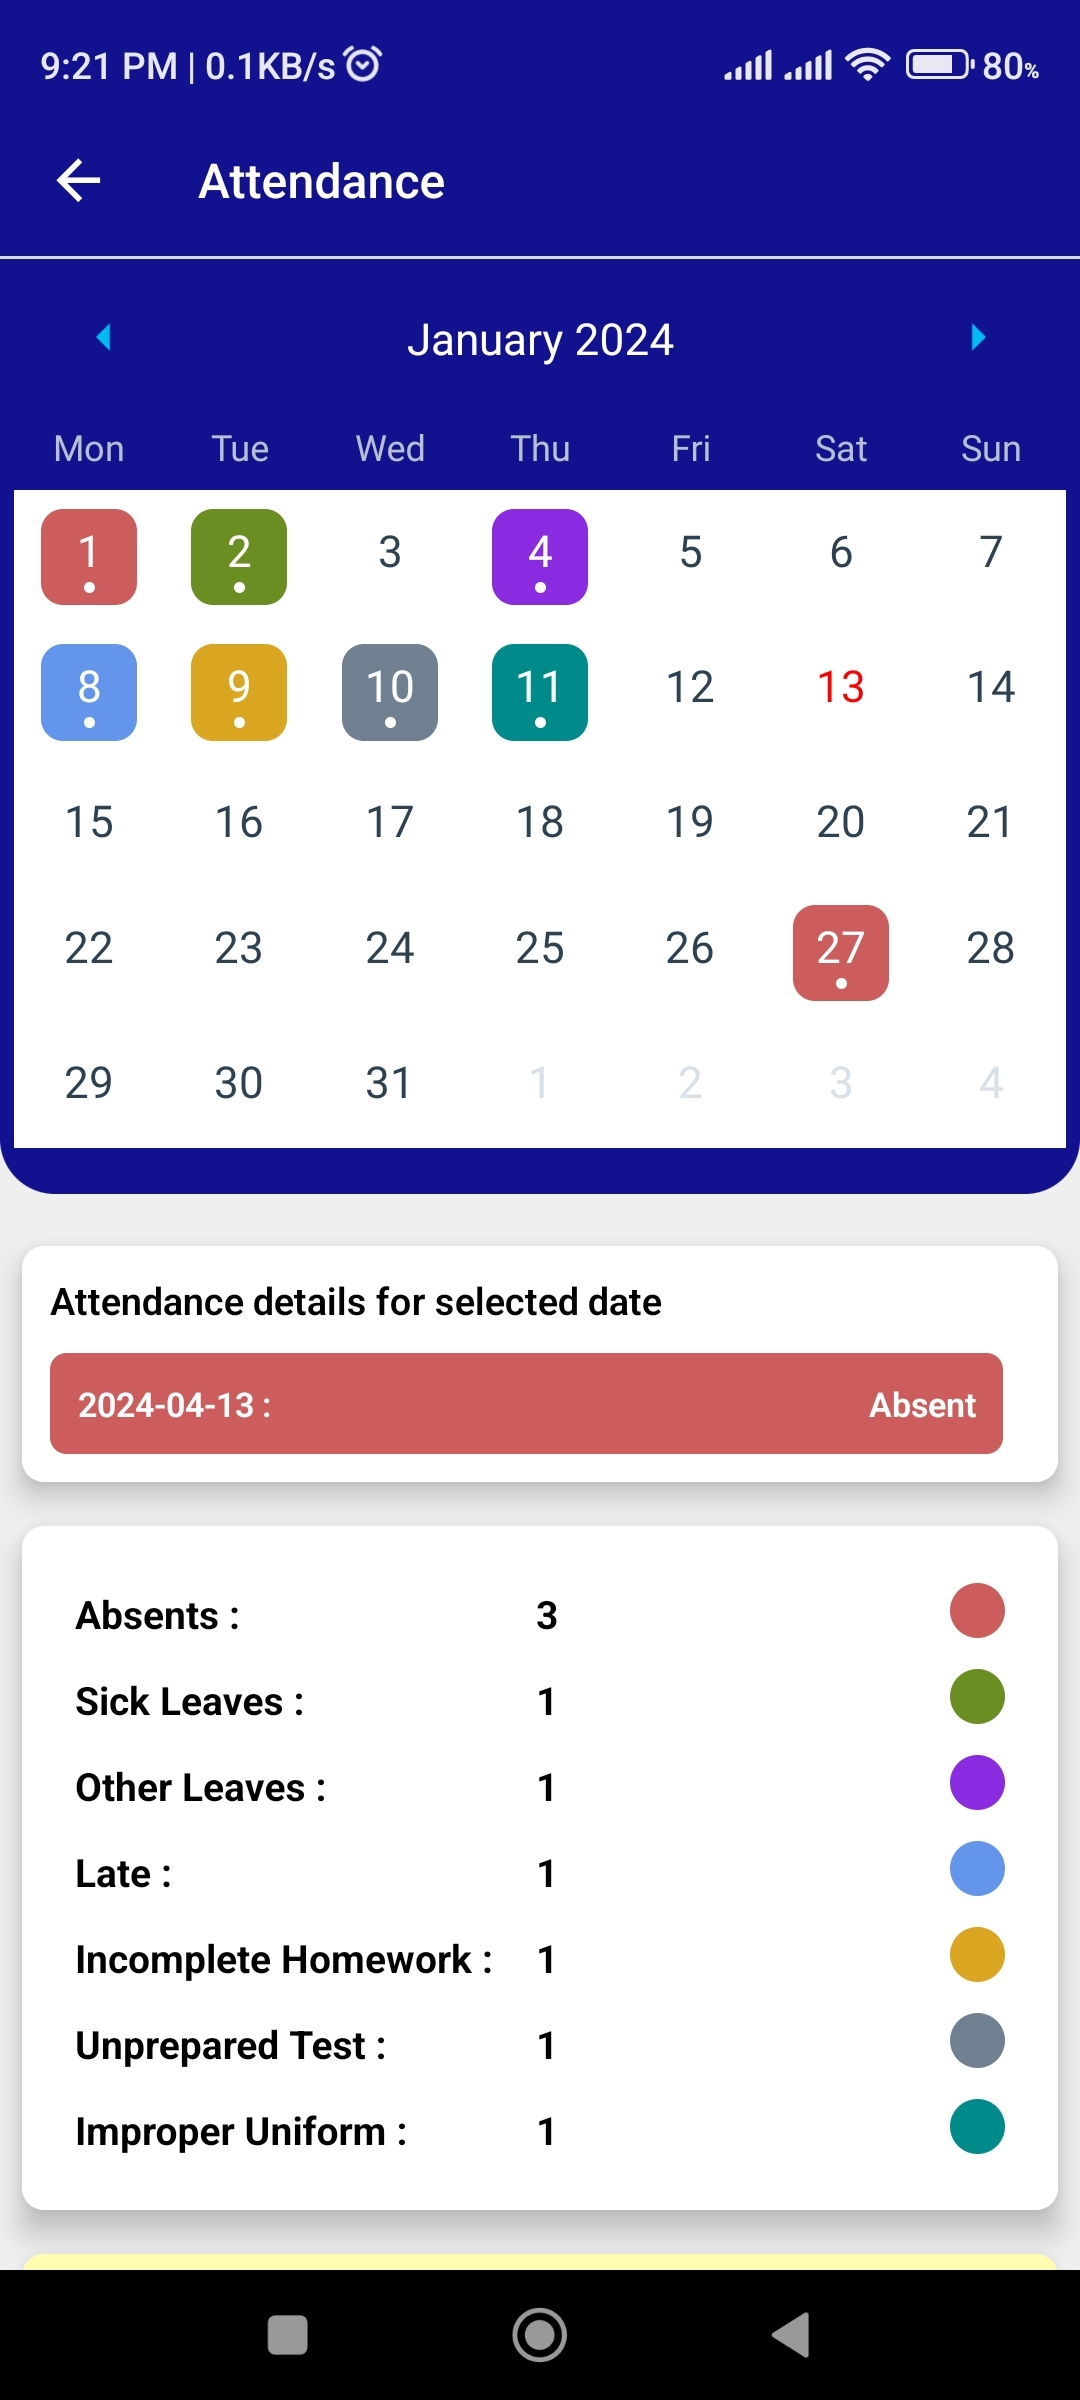 9:21 PM | 0.1KB/s 80%
Attendance
January 2024
Mon Tue Wed Thu Fri Sat Sun
1 2 3 4 5 6 7
8 9 10 11 12 13 14
15 16 17 18 19 20 21
22 23 24 25 26 27 28
29 30 31 1 2 3 4
Attendance details for selected date
2024-04-13 : Absent
Absents : 3
Sick Leaves : 1
Other Leaves : 1
Late : 1
Incomplete Homework : 1
Unprepared Test : 1
Improper Uniform : 1